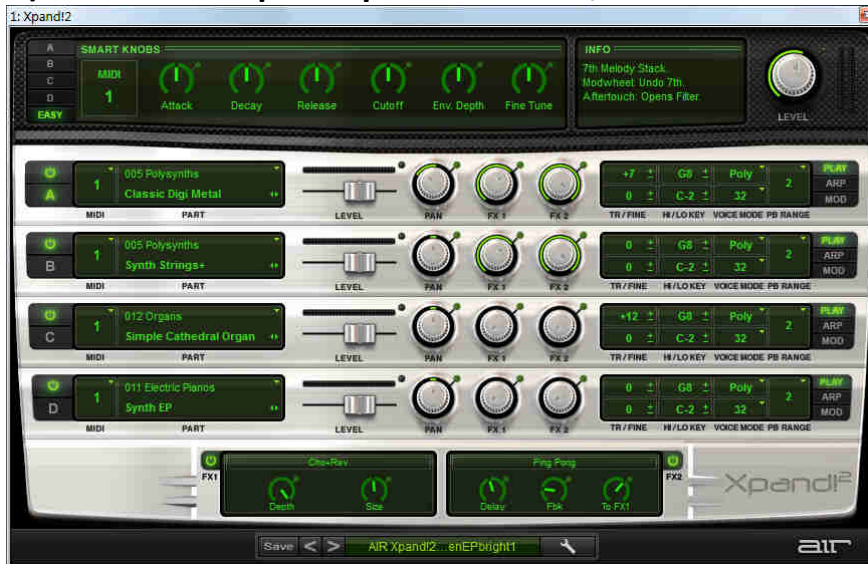 1: Xpand!2
A
B
C
D
EASY
SMART KNOBS
MIDI
1
Attack
Decay
Release
Cutoff
Env. Depth
Fine Tune
INFO
7th Melody Stack.
Modwheel: Undo 7th.
Aftertouch: Opens Filter.
LEVEL
A
1
005 Polysynths
Classic Digi Metal
+7 ± G8 ± Poly
0 ± C-2 ± 32
2
PLAY
ARP
MOD
MIDI PART LEVEL PAN FX 1 FX 2 TR / FINE HI / LO KEY VOICE MODE PB RANGE
B
1
005 Polysynths
Synth Strings+
0 ± G8 ± Poly
0 ± C-2 ± 32
2
PLAY
ARP
MOD
MIDI PART LEVEL PAN FX 1 FX 2 TR / FINE HI / LO KEY VOICE MODE PB RANGE
C
1
012 Organs
Simple Cathedral Organ
+12 ± G8 ± Poly
0 ± C-2 ± 32
2
PLAY
ARP
MOD
MIDI PART LEVEL PAN FX 1 FX 2 TR / FINE HI / LO KEY VOICE MODE PB RANGE
D
1
011 Electric Pianos
Synth EP
0 ± G8 ± Poly
0 ± C-2 ± 32
2
PLAY
ARP
MOD
MIDI PART LEVEL PAN FX 1 FX 2 TR / FINE HI / LO KEY VOICE MODE PB RANGE
FX1
Cho+Rev
Depth
Size
Ping Pong
Delay
Fbk
To FX1
FX2
Xpand!2
Save < > AIR Xpand!2...enEPbright1
air